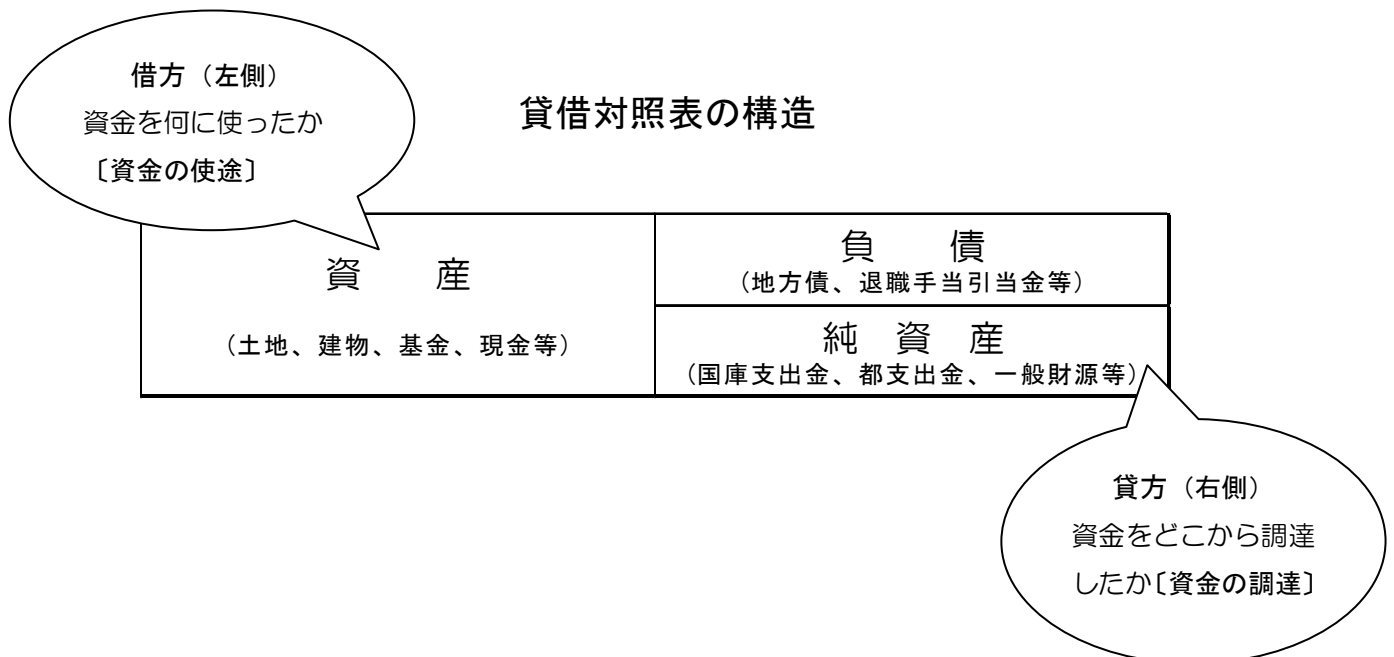 借方（左側）
資金を何に使ったか
〔資金の使途〕
貸借対照表の構造
資　産
（土地、建物、基金、現金等）
負　債
（地方債、退職手当引当金等）
純　資　産
（国庫支出金、都支出金、一般財源等）
貸方（右側）
資金をどこから調達
したか〔資金の調達〕